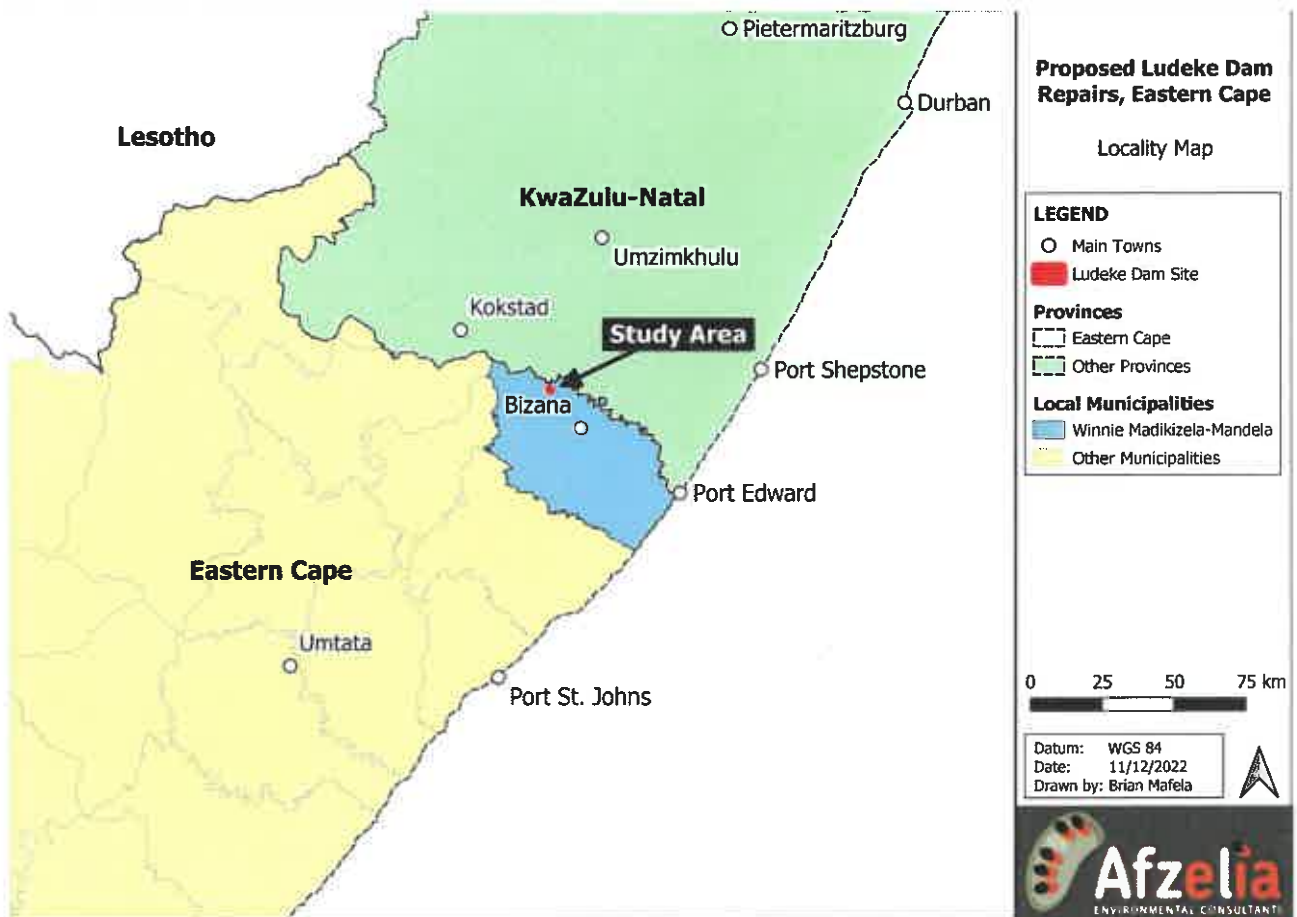 Pietermaritzburg
Durban
Lesotho
KwaZulu-Natal
Umzimkhulu
Kokstad
Study Area
Port Shepstone
Bizana
Port Edward
Eastern Cape
Umtata
Port St. Johns
Proposed Ludeke Dam
Repairs, Eastern Cape
Locality Map
LEGEND
Main Towns
Ludeke Dam Site
Provinces
Eastern Cape
Other Provinces
Local Municipalities
Winnie Madikizela-Mandela
Other Municipalities
0 25 50 75 km
Datum: WGS 84
Date: 11/12/2022
Drawn by: Brian Mafela
Afzelia
ENVIRONMENTAL CONSULTANT